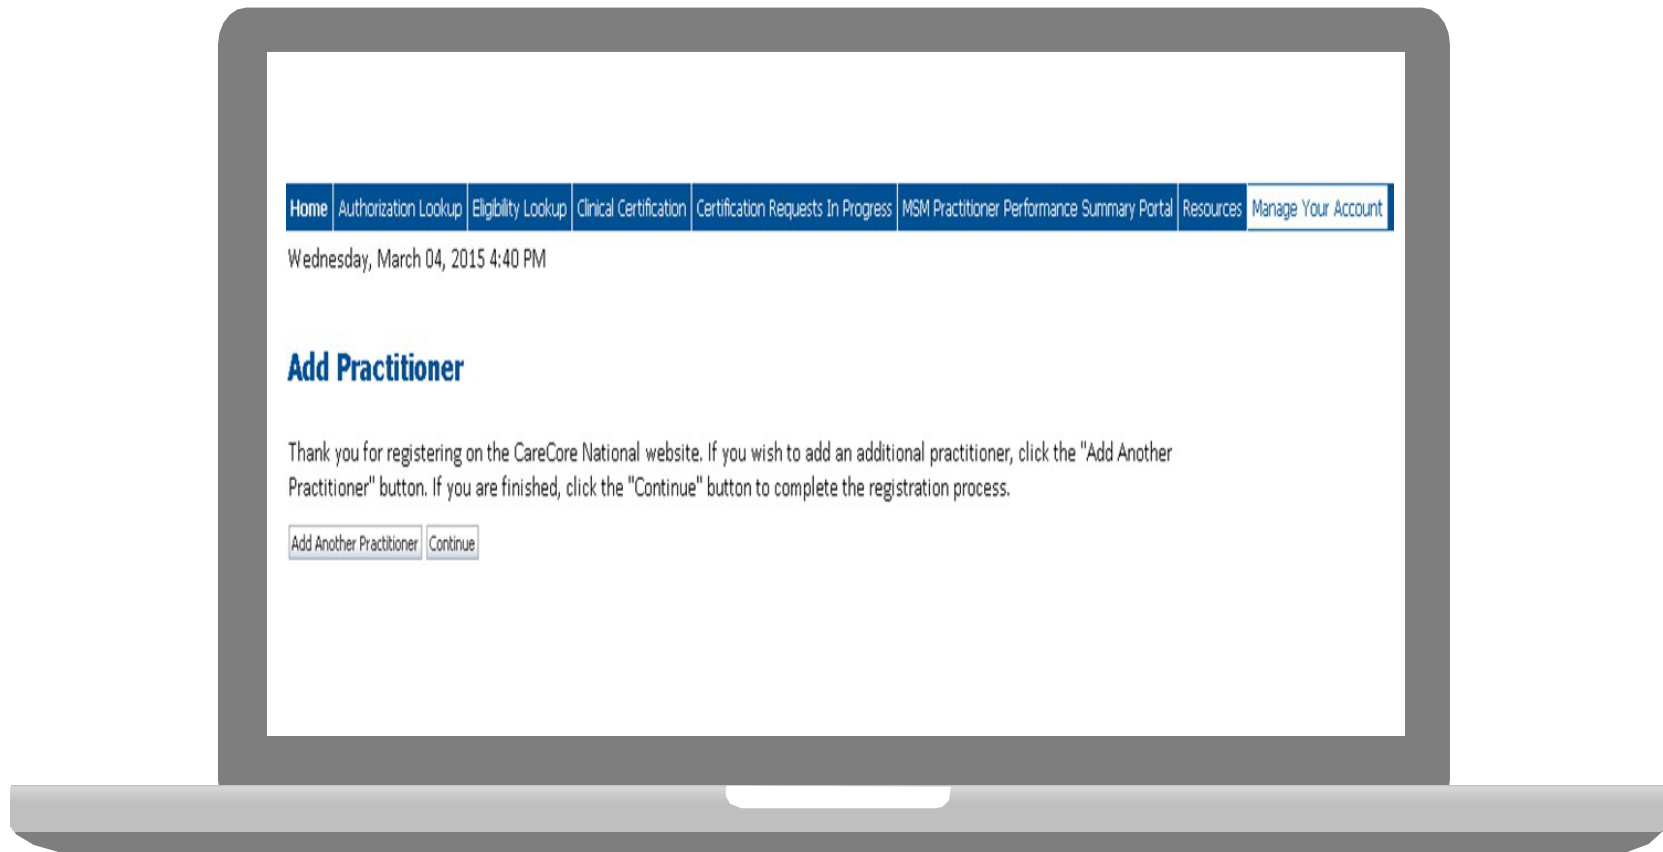 Home Authorization Lookup Eligibility Lookup Clinical Certification Certification Requests In Progress MSM Practitioner Performance Summary Portal Resources Manage Your Account
Wednesday, March 04, 2015 4:40 PM
Add Practitioner
Thank you for registering on the CareCore National website. If you wish to add an additional practitioner, click the "Add Another
Practitioner" button. If you are finished, click the "Continue" button to complete the registration process.
Add Another Practitioner Continue